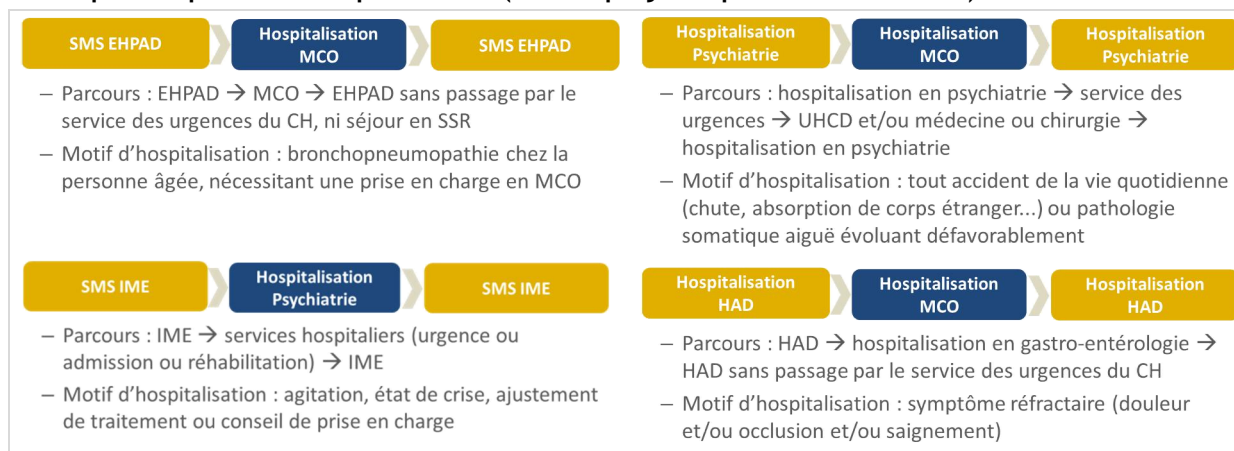 SMS EHPAD
Hospitalisation
MCO
SMS EHPAD
– Parcours : EHPAD → MCO → EHPAD sans passage par le
service des urgences du CH, ni séjour en SSR
– Motif d'hospitalisation : bronchopneumopathie chez la
personne âgée, nécessitant une prise en charge en MCO
Hospitalisation
Psychiatrie
Hospitalisation
MCO
Hospitalisation
Psychiatrie
– Parcours : hospitalisation en psychiatrie → service des
urgences → UHCD et/ou médecine ou chirurgie →
hospitalisation en psychiatrie
– Motif d'hospitalisation : tout accident de la vie quotidienne
(chute, absorption de corps étranger...) ou pathologie
somatique aiguë évoluant défavorablement
SMS IME
Hospitalisation
Psychiatrie
SMS IME
– Parcours : IME → services hospitaliers (urgence ou
admission ou réhabilitation) → IME
– Motif d'hospitalisation : agitation, état de crise, ajustement
de traitement ou conseil de prise en charge
Hospitalisation
HAD
Hospitalisation
MCO
Hospitalisation
HAD
– Parcours : HAD → hospitalisation en gastro-entérologie →
HAD sans passage par le service des urgences du CH
– Motif d'hospitalisation : symptôme réfractaire (douleur
et/ou occlusion et/ou saignement)